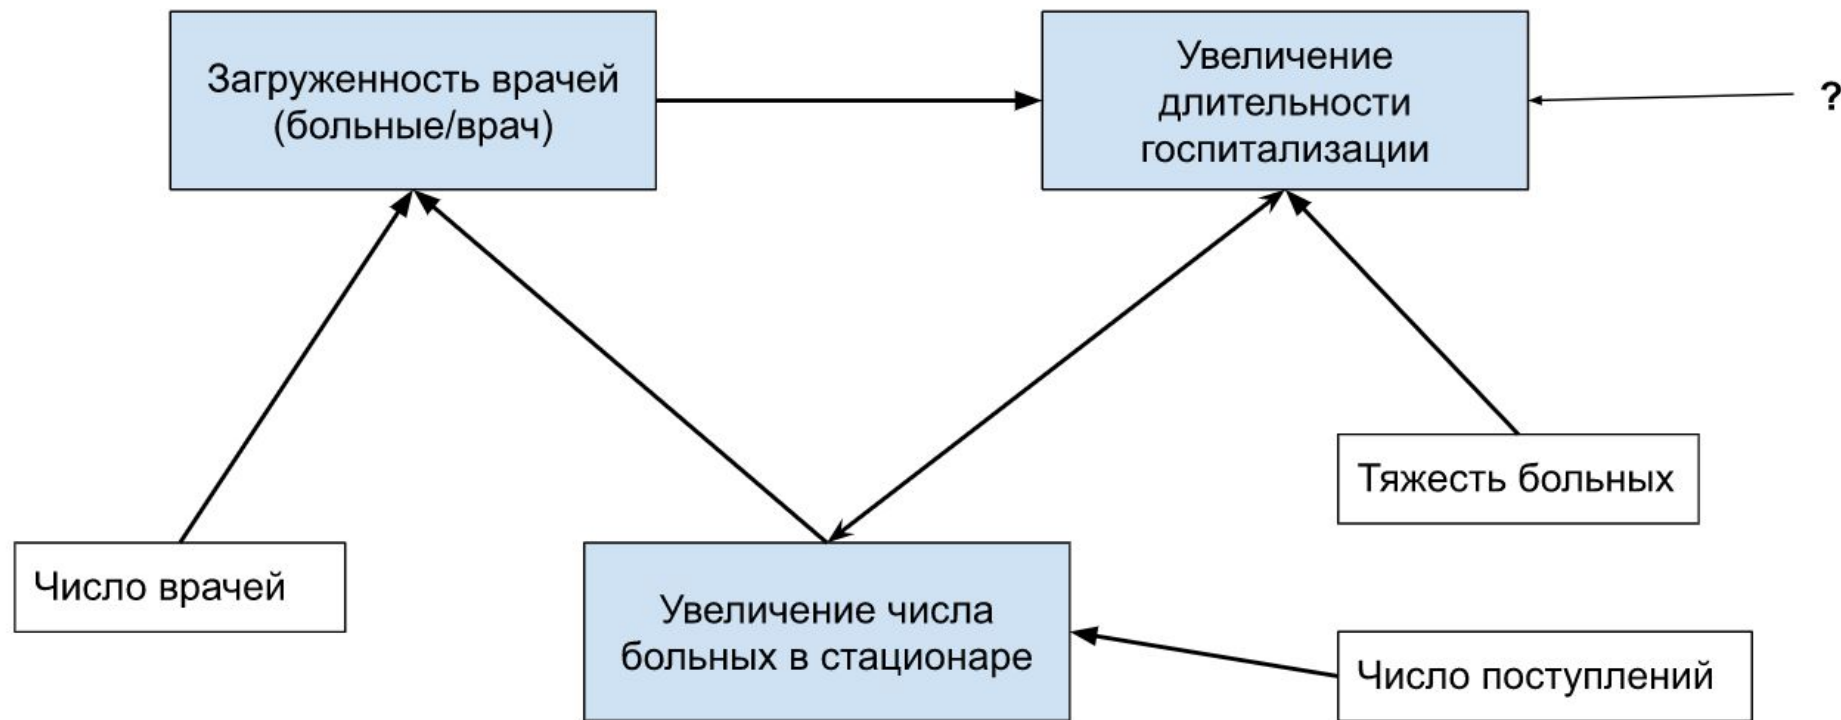 Загруженность врачей
(больные/врач)
Увеличение
длительности
госпитализации
?
Тяжесть больных
Число врачей
Увеличение числа
больных в стационаре
Число поступлений